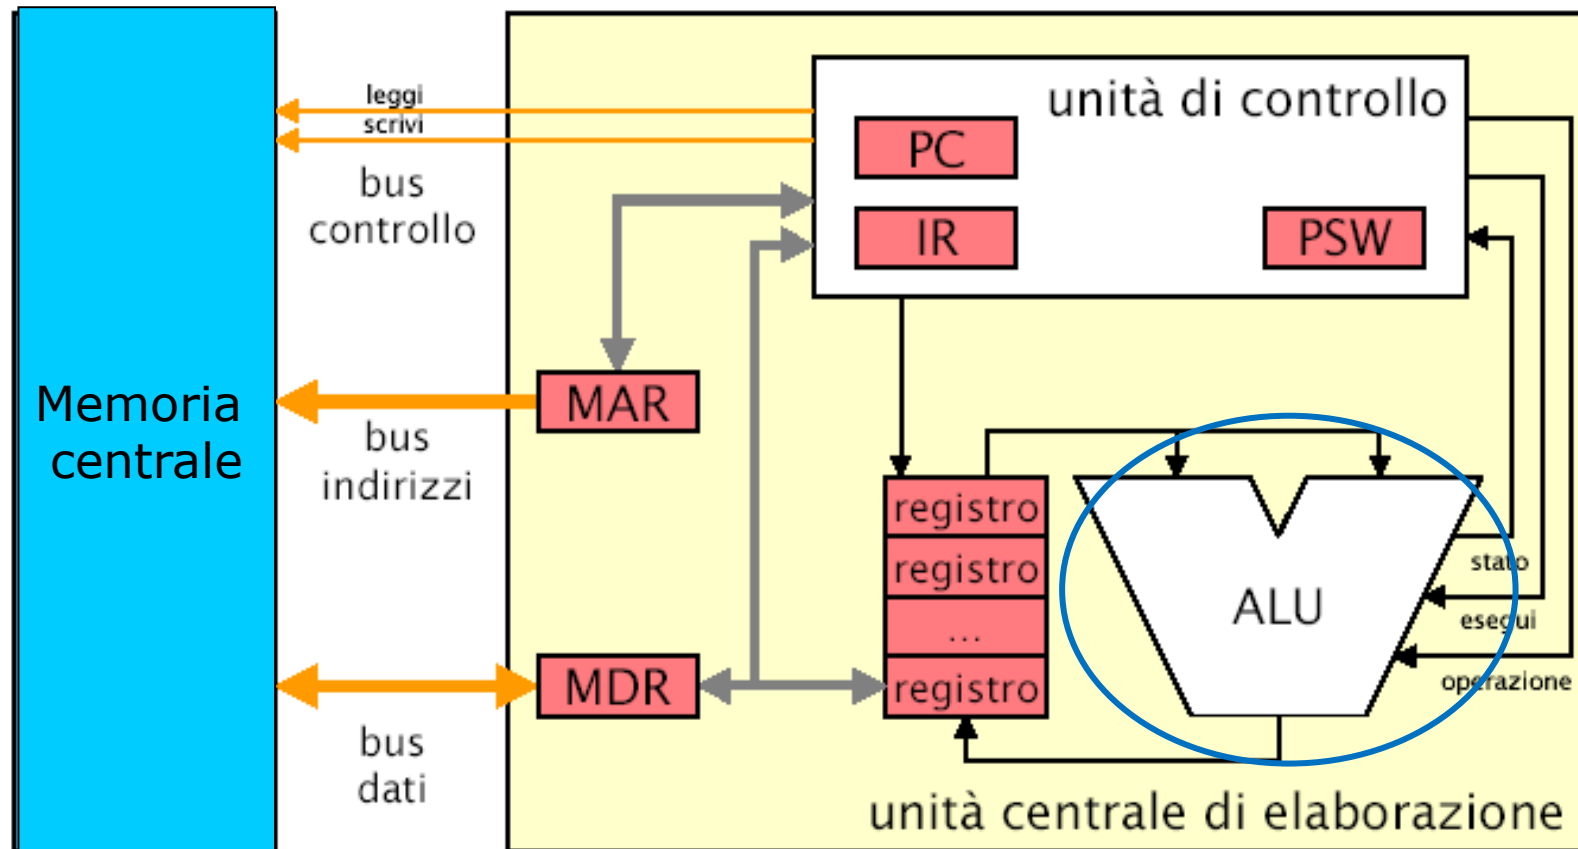 leggi
scrivi
bus
controllo
unità di controllo
PC
IR
PSW
Memoria
centrale
MAR
bus
indirizzi
registro
registro
...
registro
ALU
stato
esegui
operazione
MDR
bus
dati
unità centrale di elaborazione